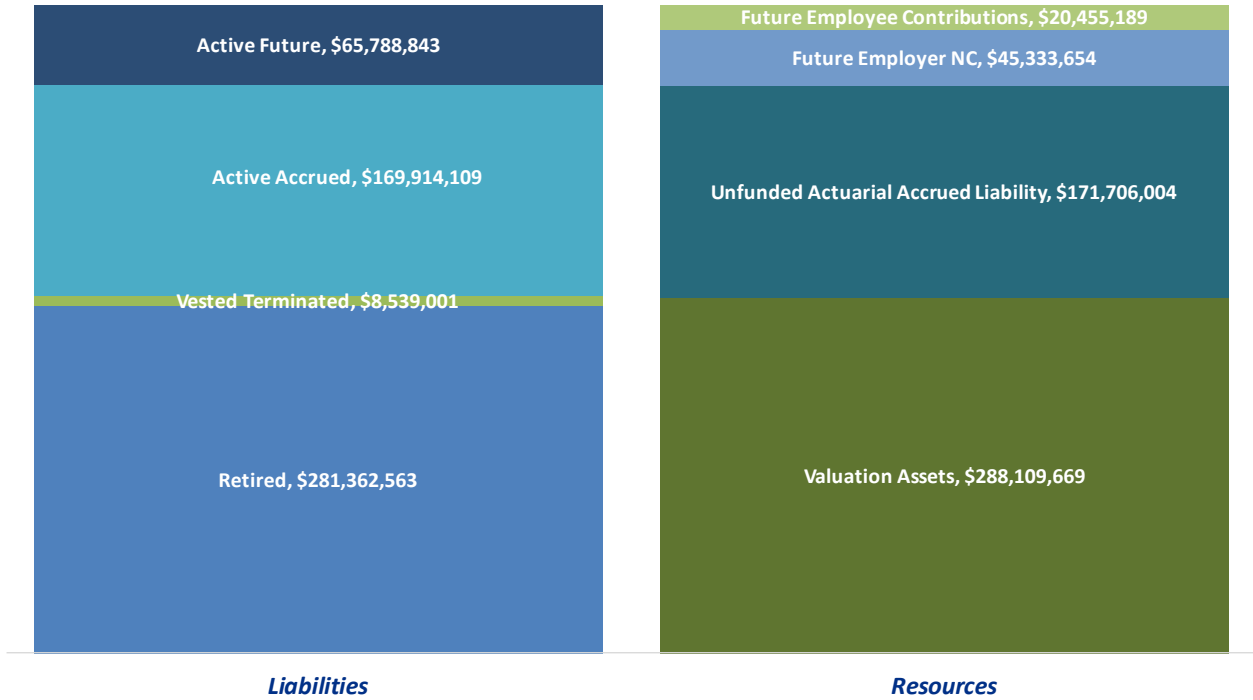 Active Future, $65,788,843
Active Accrued, $169,914,109
Vested Terminated, $8,539,001
Retired, $281,362,563
Liabilities
Future Employee Contributions, $20,455,189
Future Employer NC, $45,333,654
Unfunded Actuarial Accrued Liability, $171,706,004
Valuation Assets, $288,109,669
Resources